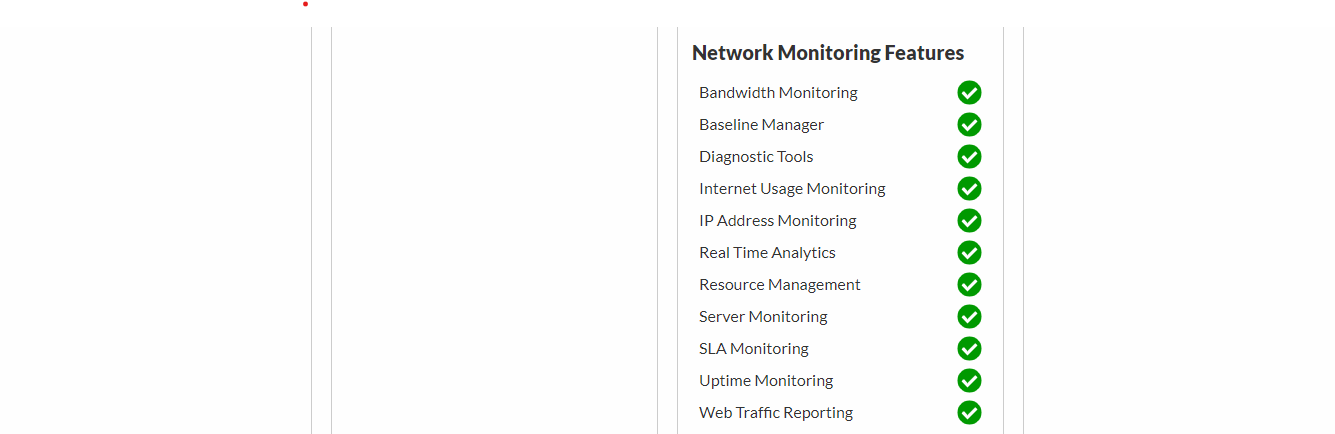 Network Monitoring Features
Bandwidth Monitoring
Baseline Manager
Diagnostic Tools
Internet Usage Monitoring
IP Address Monitoring
Real Time Analytics
Resource Management
Server Monitoring
SLA Monitoring
Uptime Monitoring
Web Traffic Reporting